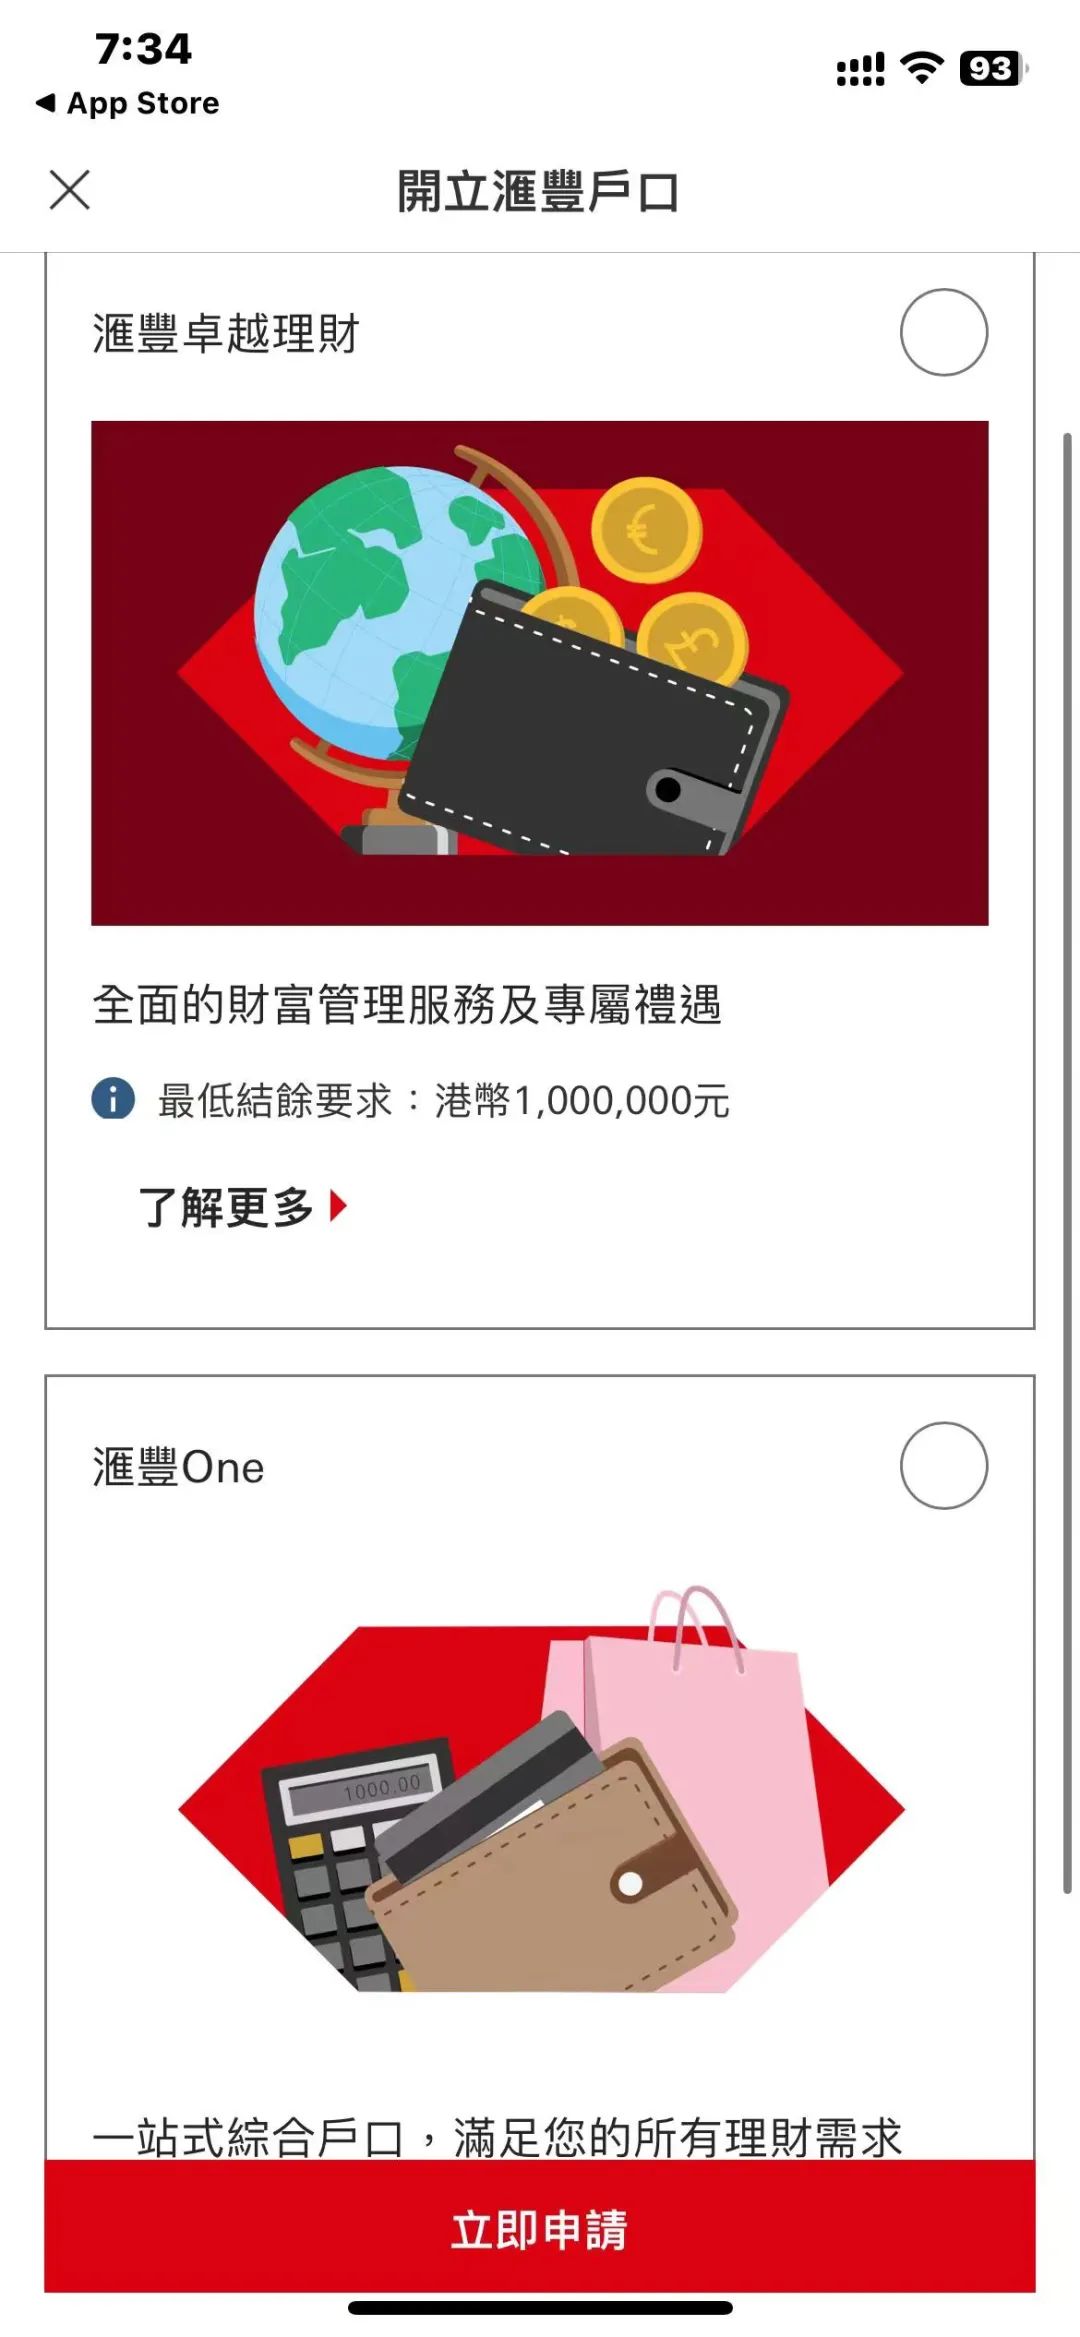 7:34
93
App Store
開立滙豐戶口
滙豐卓越理財
€
£
全面的財富管理服務及專屬禮遇
最低結餘要求：港幣1,000,000元
了解更多
滙豐One
1000.00
一站式綜合戶口，滿足您的所有理財需求
立即申請